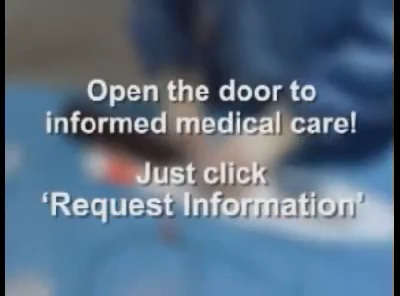 Open the door to
informed medical care!
Just click
‘Request Information’